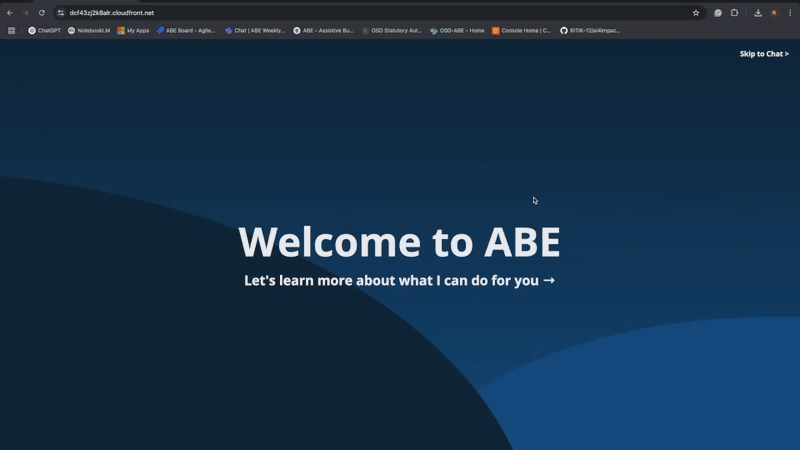 dcf43zj2k8alr.cloudfront.net
ChatGPT NotebookLM My Apps ABE Board – Agile... Chat | ABE Weekly... ABE - Assistive Bu... OSD Statutory Aut... OSD-ABE - Home Console Home | C... RITIK-12/ai4impac...
Skip to Chat >
Welcome to ABE
Let's learn more about what I can do for you →